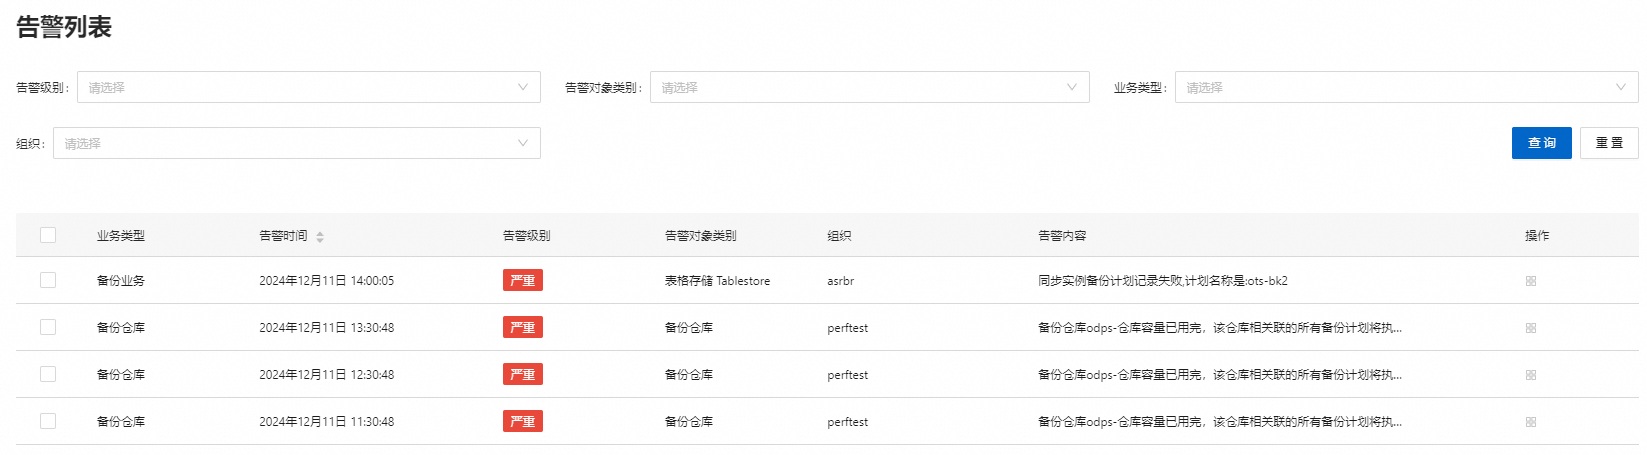 告警列表
告警级别: 请选择 告警对象类别: 请选择 业务类型: 请选择
组织: 请选择 查询 重置
业务类型 告警时间 告警级别 告警对象类别 组织 告警内容 操作
备份业务 2024年12月11日 14:00:05 严重 表格存储 Tablestore asrbr 同步实例备份计划记录失败,计划名称是:ots-bk2
备份仓库 2024年12月11日 13:30:48 严重 备份仓库 perftest 备份仓库odps-仓库容量已用完，该仓库相关联的所有备份计划将执...
备份仓库 2024年12月11日 12:30:48 严重 备份仓库 perftest 备份仓库odps-仓库容量已用完，该仓库相关联的所有备份计划将执...
备份仓库 2024年12月11日 11:30:48 严重 备份仓库 perftest 备份仓库odps-仓库容量已用完，该仓库相关联的所有备份计划将执...